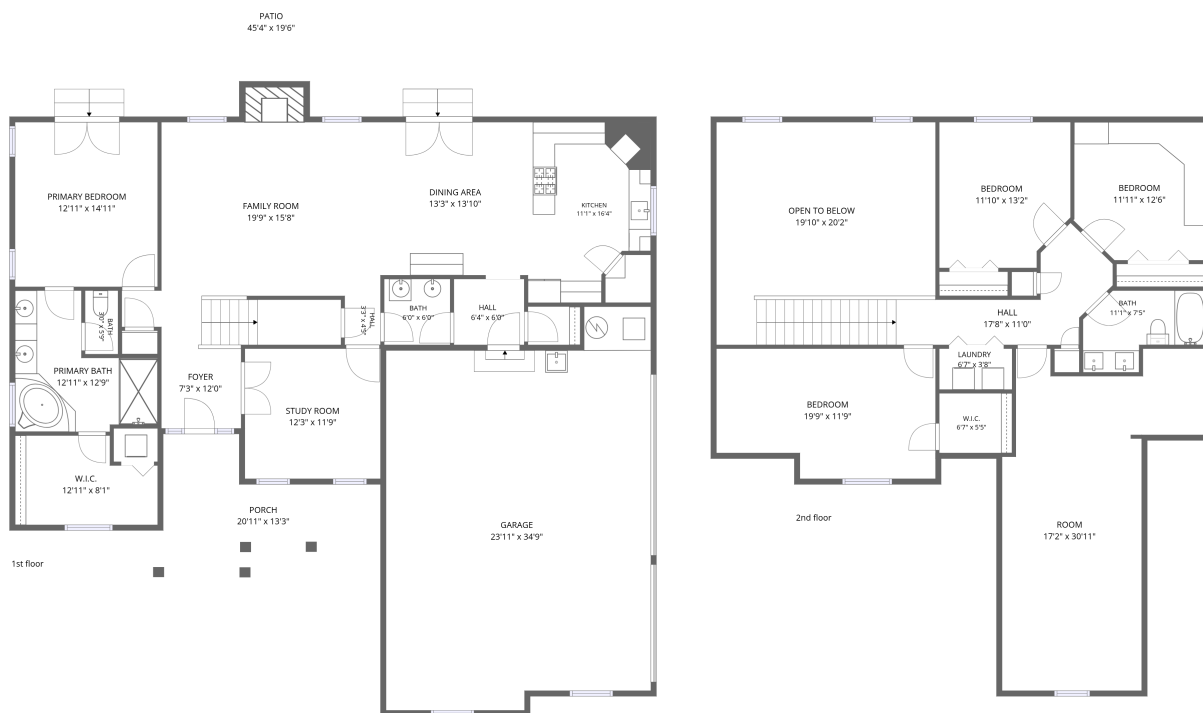 PATIO
45'4" x 19'6"
PRIMARY BEDROOM
12'11" x 14'11"
FAMILY ROOM
19'9" x 15'8"
DINING AREA
13'3" x 13'10"
KITCHEN
11'1" x 16'4"
BATH
3'0" x 5'9"
HALL
3'3" x 4'5"
BATH
6'0" x 6'0"
HALL
6'4" x 6'0"
PRIMARY BATH
12'11" x 12'9"
FOYER
7'3" x 12'0"
STUDY ROOM
12'3" x 11'9"
W.I.C.
12'11" x 8'1"
PORCH
20'11" x 13'3"
GARAGE
23'11" x 34'9"
1st floor
OPEN TO BELOW
19'10" x 20'2"
BEDROOM
11'10" x 13'2"
BEDROOM
11'11" x 12'6"
HALL
17'8" x 11'0"
BATH
11'1" x 7'5"
LAUNDRY
6'7" x 3'8"
BEDROOM
19'9" x 11'9"
W.I.C.
6'7" x 5'5"
ROOM
17'2" x 30'11"
2nd floor